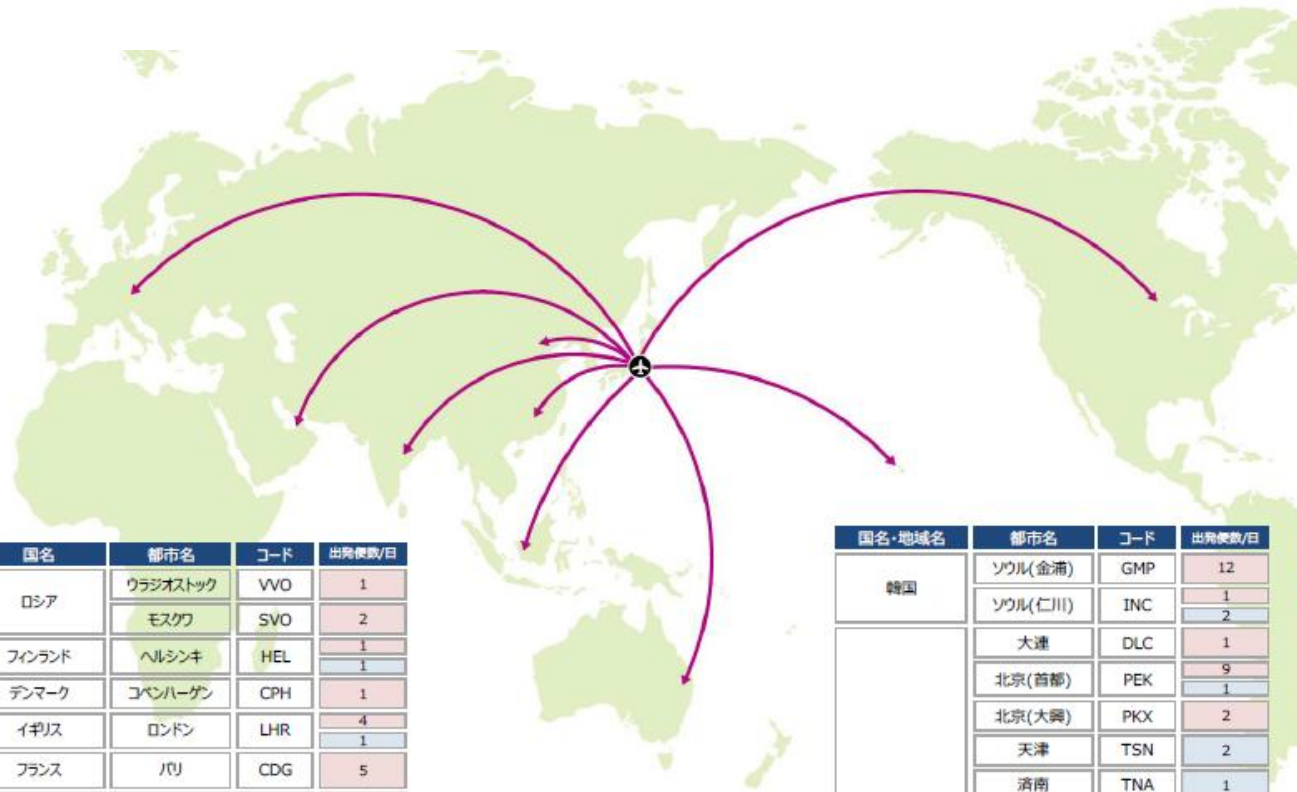 国名 都市名 コード 出発便数/日
ロシア ウラジオストック VVO 1
モスクワ SVO 2
フィンランド ヘルシンキ HEL 1
1
デンマーク コペンハーゲン CPH 1
イギリス ロンドン LHR 4
1
フランス パリ CDG 5
国名・地域名 都市名 コード 出発便数/日
韓国 ソウル(金浦) GMP 12
ソウル(仁川) INC 1
2
大連 DLC 1
北京(首都) PEK 9
1
北京(大興) PKX 2
天津 TSN 2
済南 TNA 1